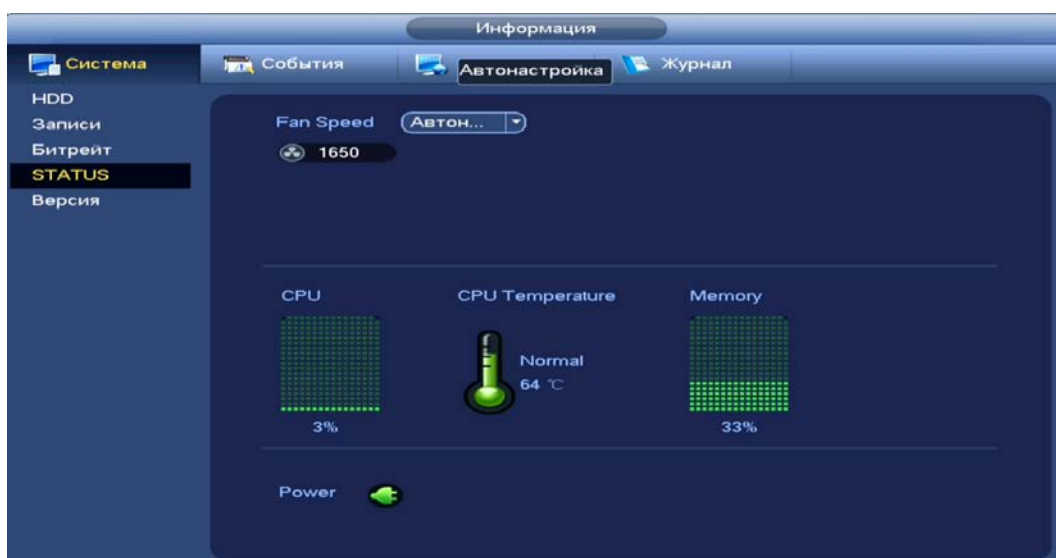 Информация
Система
События
Автонастройка
Журнал
HDD
Записи
Битрейт
STATUS
Версия
Fan Speed Автон...
1650
CPU CPU Temperature Memory
Normal
64 °C
3% 33%
Power